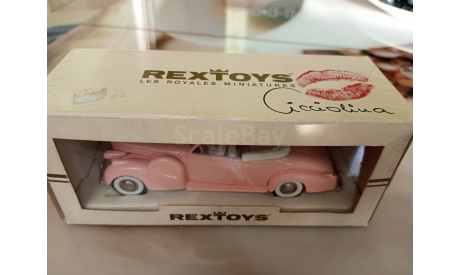 REXTOYS
LES ROYALES MINIATURES
Cicciolina
ScaleBay
REXTOYS